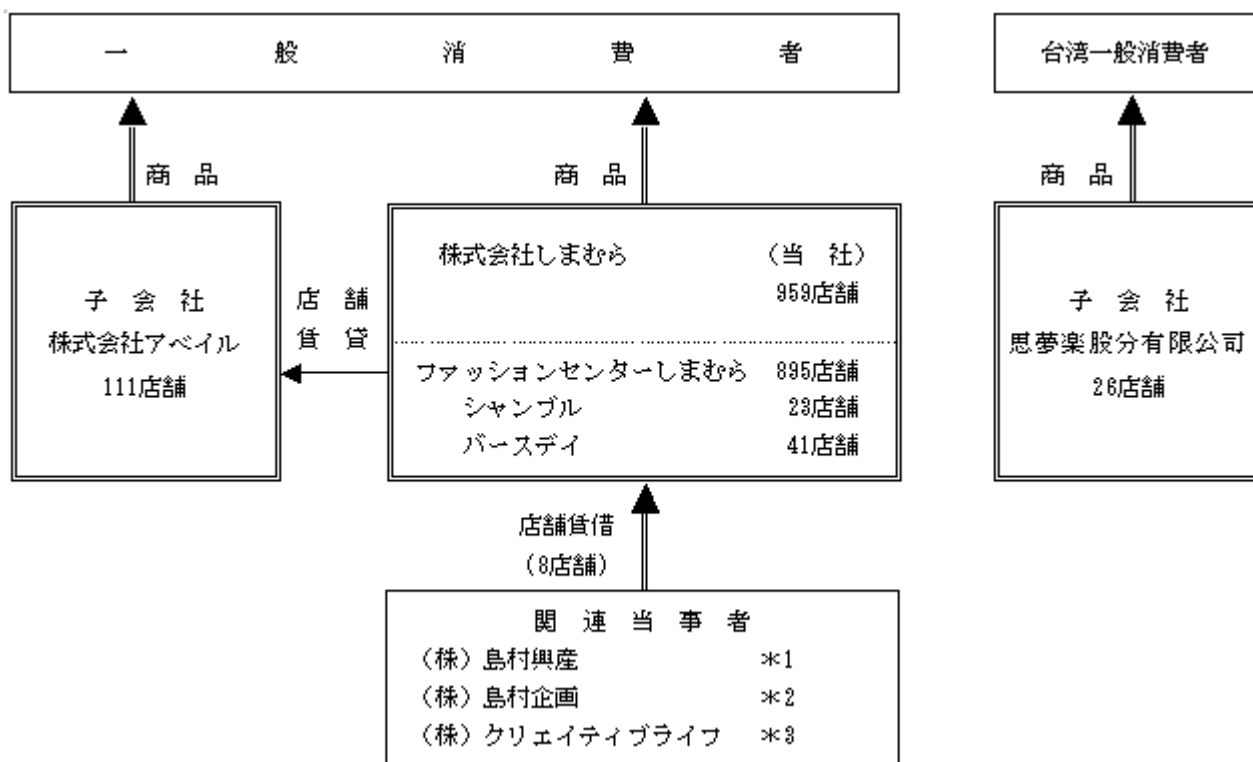 一般消費者
台湾一般消費者
商品
商品
商品
子会社
株式会社アベイル
111店舗
店舗
賃貸
株式会社しまむら (当社)
959店舗
ファッションセンターしまむら 895店舗
シャンブル 23店舗
バースデイ 41店舗
子会社
思夢楽股分有限公司
26店舗
店舗賃借
(8店舗)
関連当事者
(株)島村興産 *1
(株)島村企画 *2
(株)クリエイティブライフ *3